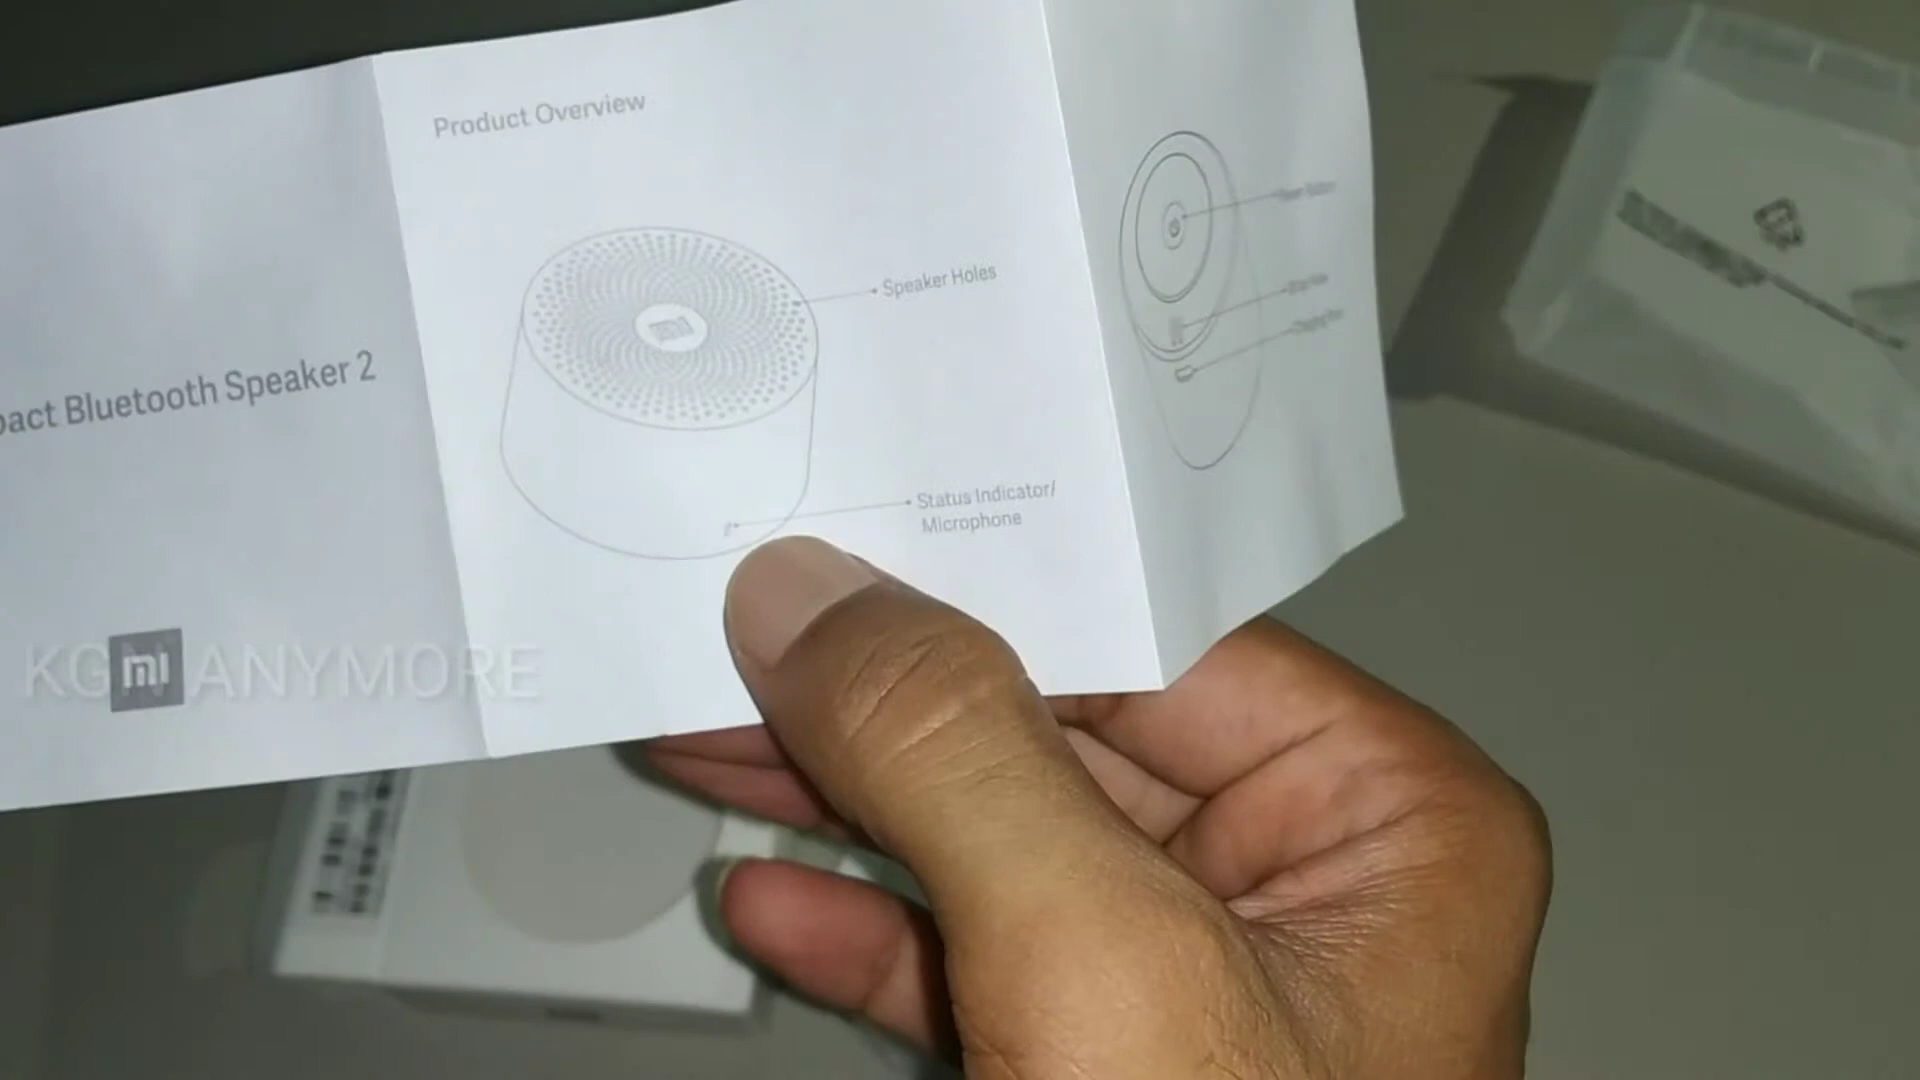 pact Bluetooth Speaker 2
Product Overview
Speaker Holes
Status Indicator/
Microphone
KG ANYMORE
mi